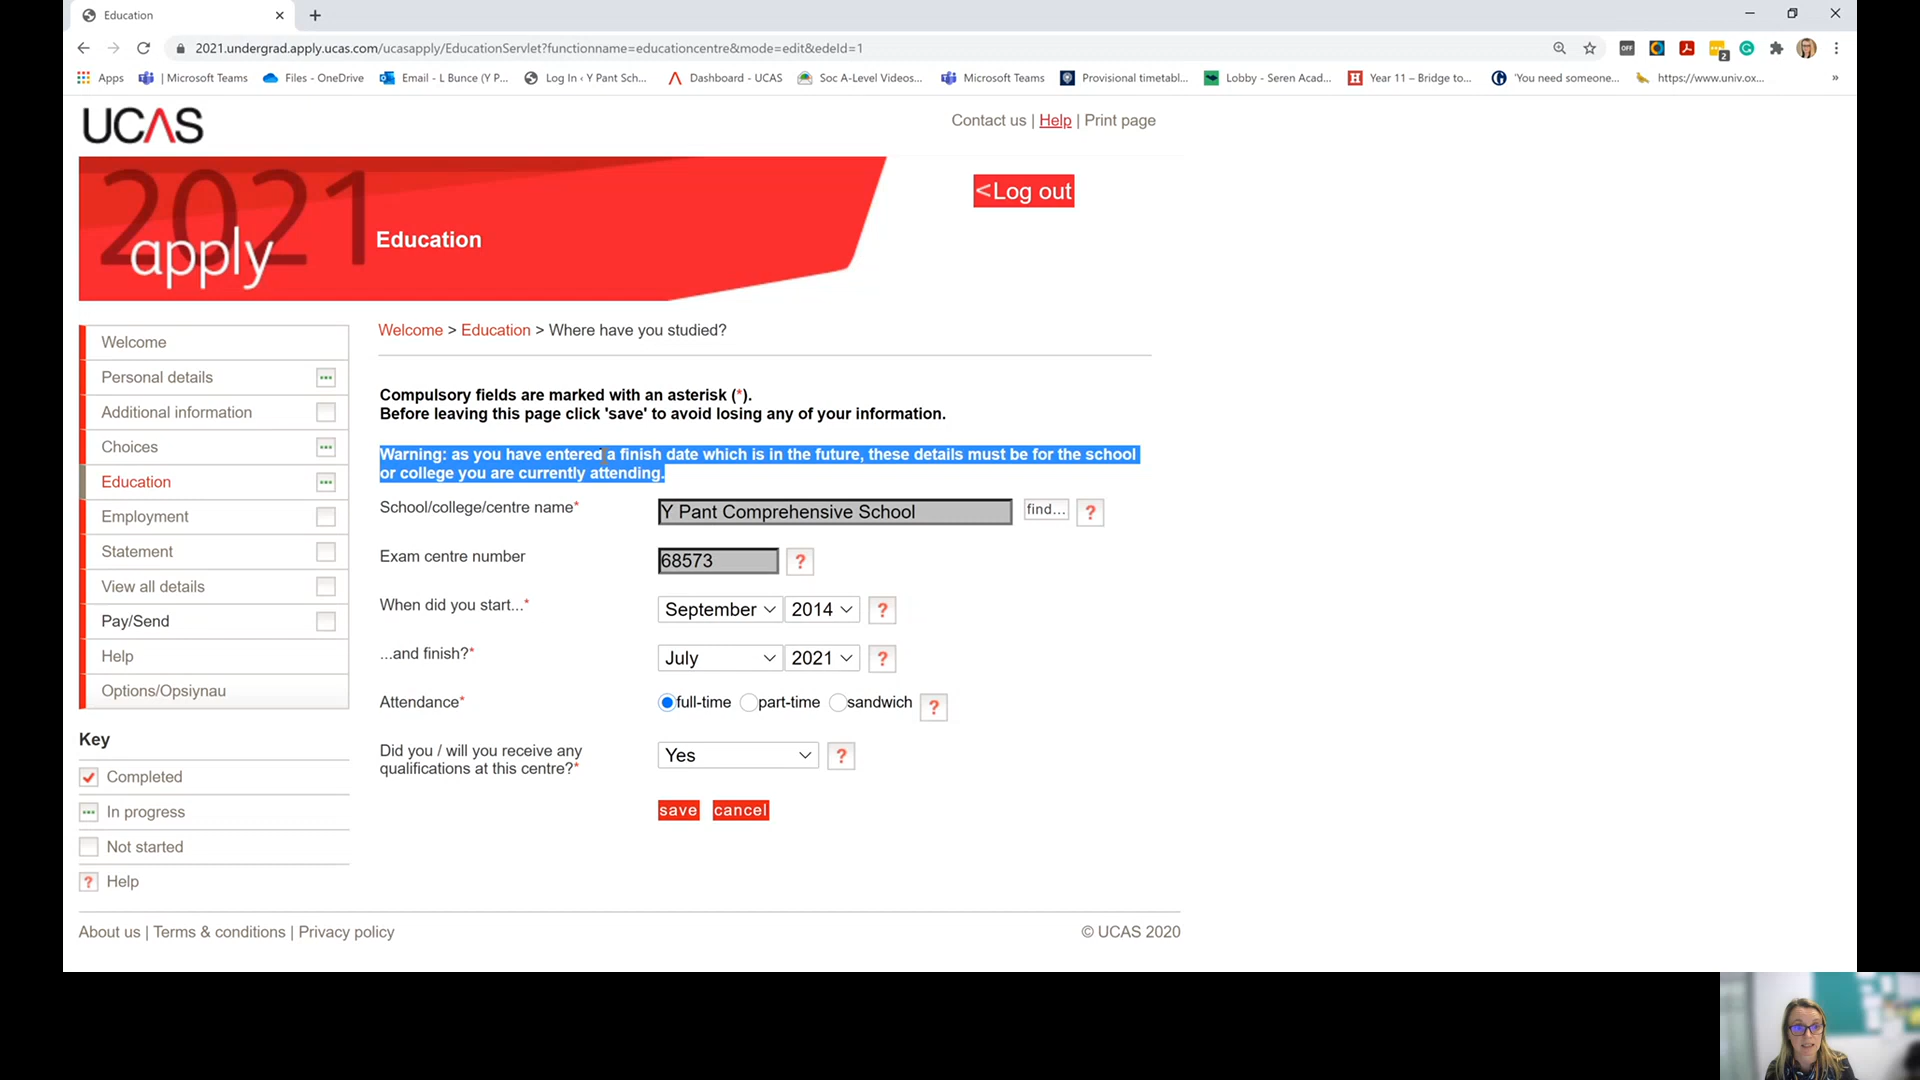 Education
2021.undergrad.apply.ucas.com/ucasapply/EducationServlet?functionname=educationcentre&mode=edit&edeId=1
OFF
2
Apps
| Microsoft Teams
Files - OneDrive
Email - L Bunce (Y P...
Log In ‹ Y Pant Sch...
Dashboard - UCAS
Soc A-Level Videos...
Microsoft Teams
Provisional timetabl...
Lobby - Seren Acad...
Year 11 – Bridge to...
'You need someone...
https://www.univ.ox...
»
UCAS
Contact us | Help | Print page
2021
apply
Education
<Log out
Welcome
Personal details
Additional information
Choices
Education
Employment
Statement
View all details
Pay/Send
Help
Options/Opsiynau
Key
Completed
In progress
Not started
? Help
Welcome > Education > Where have you studied?
Compulsory fields are marked with an asterisk (*).
Before leaving this page click 'save' to avoid losing any of your information.
Warning: as you have entered a finish date which is in the future, these details must be for the school
or college you are currently attending.
School/college/centre name* Y Pant Comprehensive School find... ?
Exam centre number 68573 ?
When did you start...* September 2014 ?
...and finish?* July 2021 ?
Attendance* full-time part-time sandwich ?
Did you / will you receive any
qualifications at this centre?* Yes ?
save cancel
About us | Terms & conditions | Privacy policy
© UCAS 2020